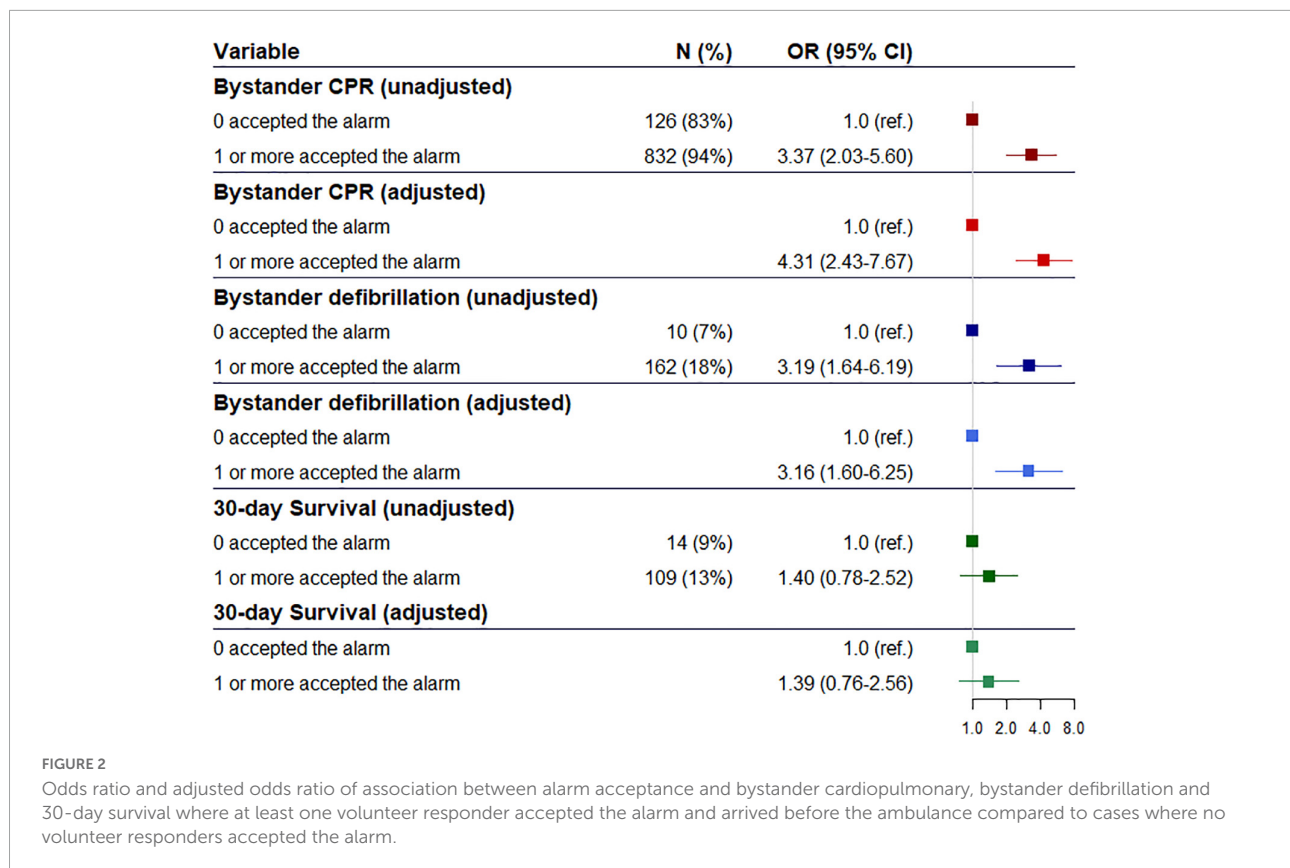 Variable N (%) OR (95% CI)
Bystander CPR (unadjusted)
0 accepted the alarm 126 (83%) 1.0 (ref.)
1 or more accepted the alarm 832 (94%) 3.37 (2.03-5.60)
Bystander CPR (adjusted)
0 accepted the alarm 1.0 (ref.)
1 or more accepted the alarm 4.31 (2.43-7.67)
Bystander defibrillation (unadjusted)
0 accepted the alarm 10 (7%) 1.0 (ref.)
1 or more accepted the alarm 162 (18%) 3.19 (1.64-6.19)
Bystander defibrillation (adjusted)
0 accepted the alarm 1.0 (ref.)
1 or more accepted the alarm 3.16 (1.60-6.25)
30-day Survival (unadjusted)
0 accepted the alarm 14 (9%) 1.0 (ref.)
1 or more accepted the alarm 109 (13%) 1.40 (0.78-2.52)
30-day Survival (adjusted)
0 accepted the alarm 1.0 (ref.)
1 or more accepted the alarm 1.39 (0.76-2.56)
1.0 2.0 4.0 8.0
FIGURE 2
Odds ratio and adjusted odds ratio of association between alarm acceptance and bystander cardiopulmonary, bystander defibrillation and
30-day survival where at least one volunteer responder accepted the alarm and arrived before the ambulance compared to cases where no
volunteer responders accepted the alarm.